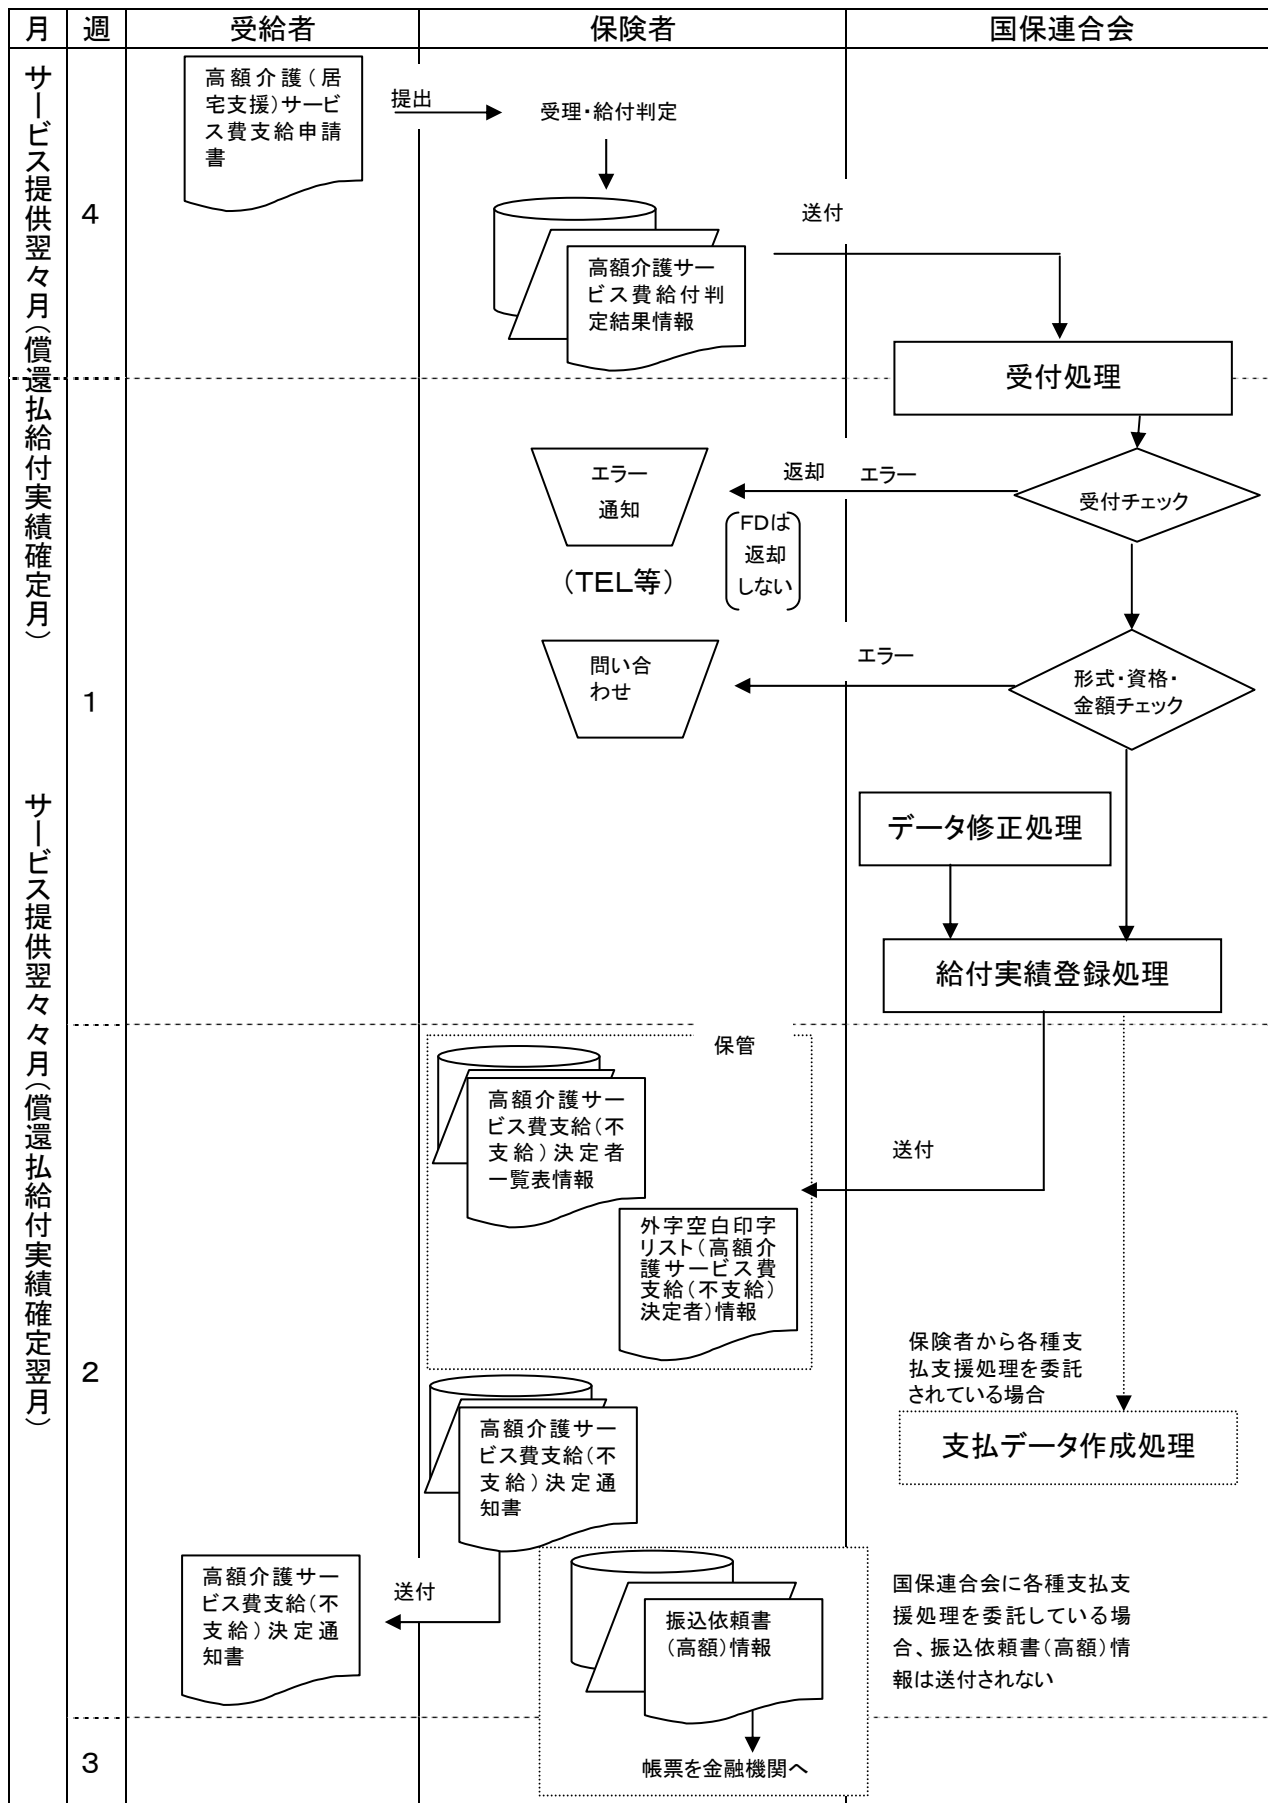 月
週
受給者
保険者
国保連合会
サービス提供翌々月（償還払給付実績確定月）
4
高額介護（居
宅支援）サービ
ス費支給申請
書
提出
受理・給付判定
高額介護サー
ビス費給付判
定結果情報
送付
受付処理
1
エラー
通知
（TEL等）
返却
エラー
FDは
返却
しない
受付チェック
問い合
わせ
エラー
形式・資格・
金額チェック
データ修正処理
給付実績登録処理
サービス提供翌々々月（償還払給付実績確定翌月）
2
保管
高額介護サー
ビス費支給（不
支給）決定者
一覧表情報
送付
外字空白印字
リスト（高額介
護サービス費
支給（不支給）
決定者）情報
保険者から各種支
払支援処理を委託
されている場合
支払データ作成処理
高額介護サー
ビス費支給（不
支給）決定通
知書
高額介護サー
ビス費支給（不
支給）決定通
知書
送付
振込依頼書
（高額）情報
国保連合会に各種支払支
援処理を委託している場
合、振込依頼書（高額）情
報は送付されない
3
帳票を金融機関へ